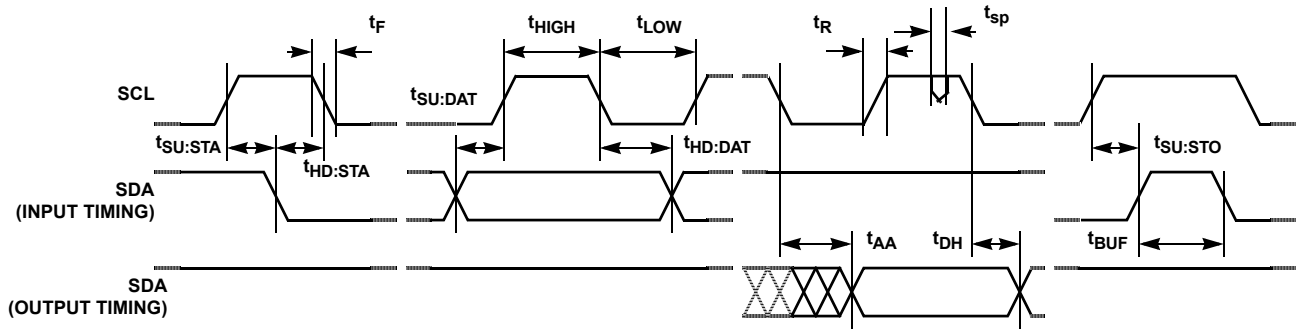 tF
tHIGH
tLOW
tR
tsp
SCL
tSU:DAT
tSU:STA
tHD:STA
tHD:DAT
tSU:STO
SDA
(INPUT TIMING)
tAA
tDH
tBUF
SDA
(OUTPUT TIMING)